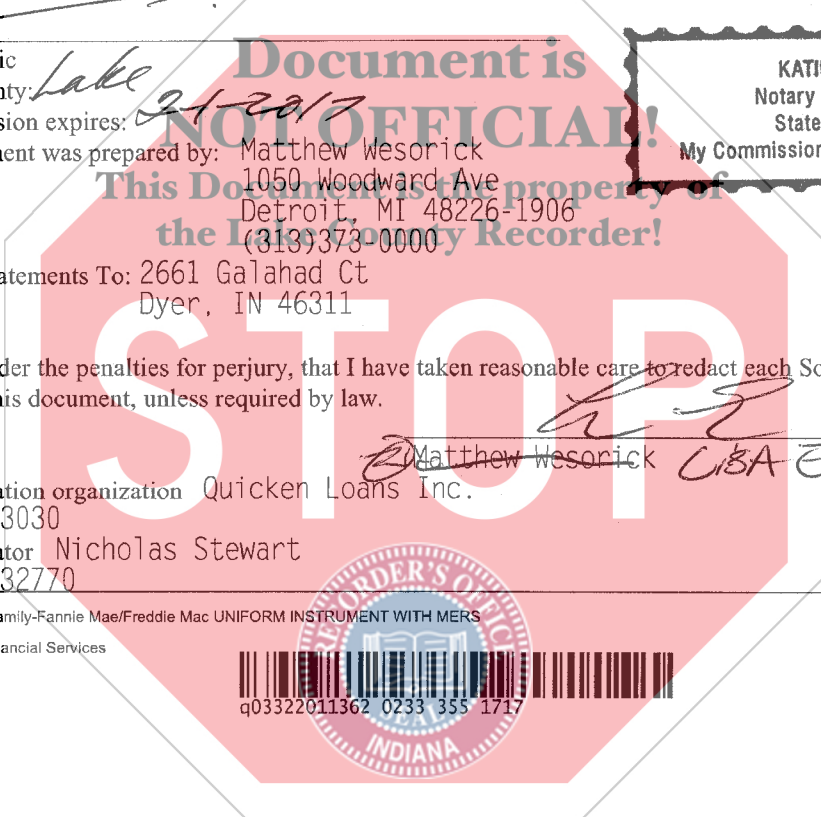 ic
nty: Lake
sion expires: 2-1-2017
ent was prepared by: Matthew Wesorick
1050 Woodward Ave
Detroit, MI 48226-1906
(313)373-0000
Document is
NOT OFFICIAL!
This Document is the property of
the Lake County Recorder!
KATI
Notary
State
My Commission
atements To: 2661 Galahad Ct
Dyer, IN 46311
STOP
der the penalties for perjury, that I have taken reasonable care to redact each So
is document, unless required by law.
Matthew Wesorick
ation organization Quicken Loans Inc.
3030
ator Nicholas Stewart
32770
amily-Fannie Mae/Freddie Mac UNIFORM INSTRUMENT WITH MERS
ancial Services
q03322011362 0233 355 1717
RECORDER'S OFFICE
SEAL
INDIANA